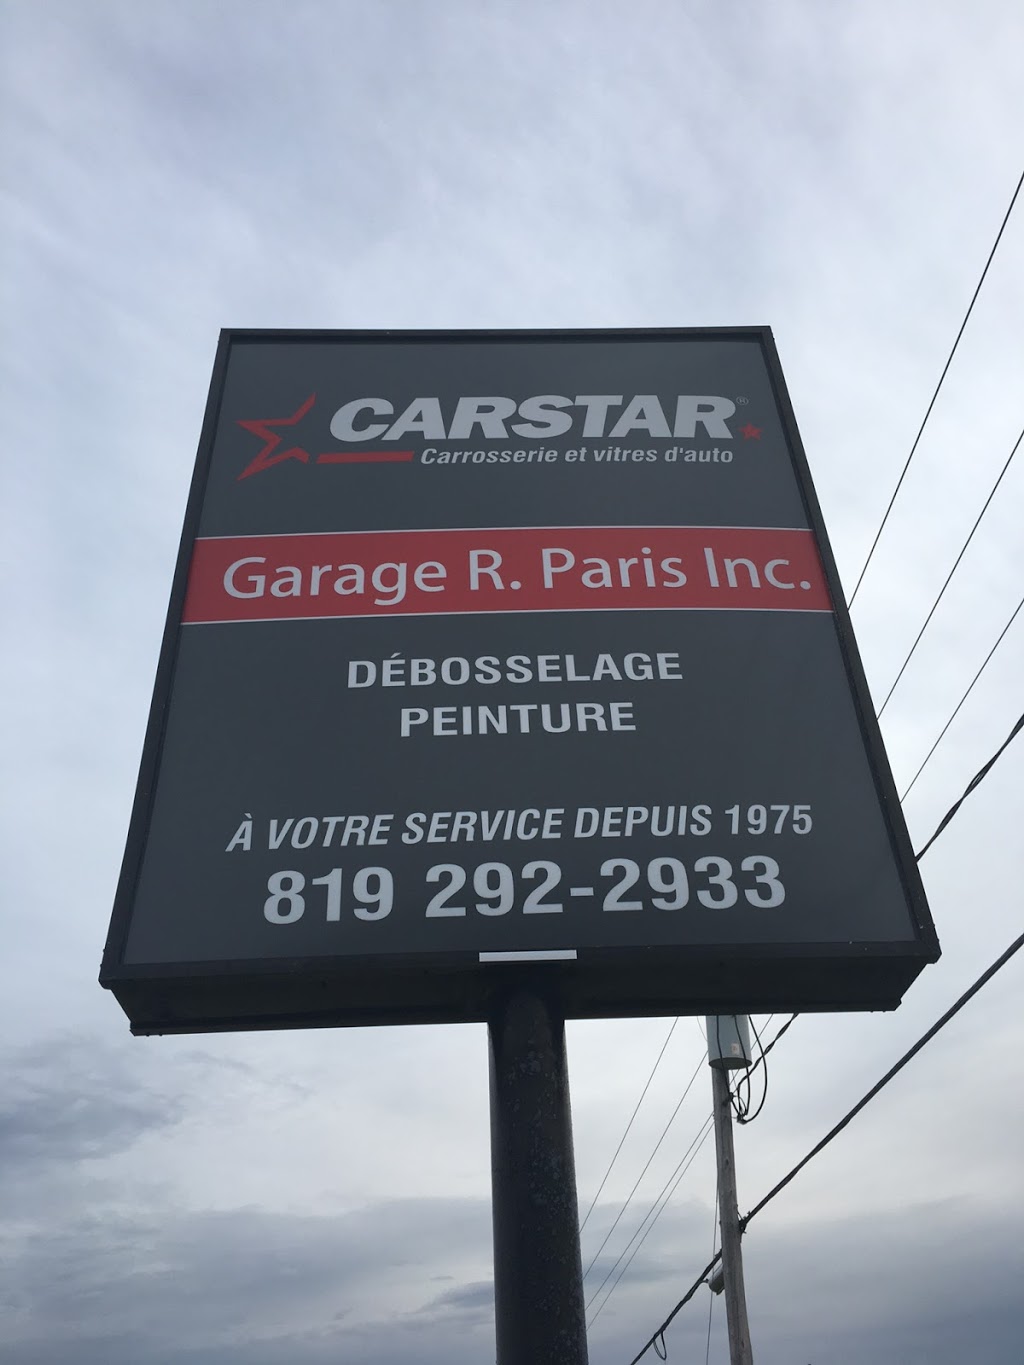 CARSTAR®
Carrosserie et vitres d'auto
Garage R. Paris Inc.
DÉBOSSELAGE
PEINTURE
À VOTRE SERVICE DEPUIS 1975
819 292-2933